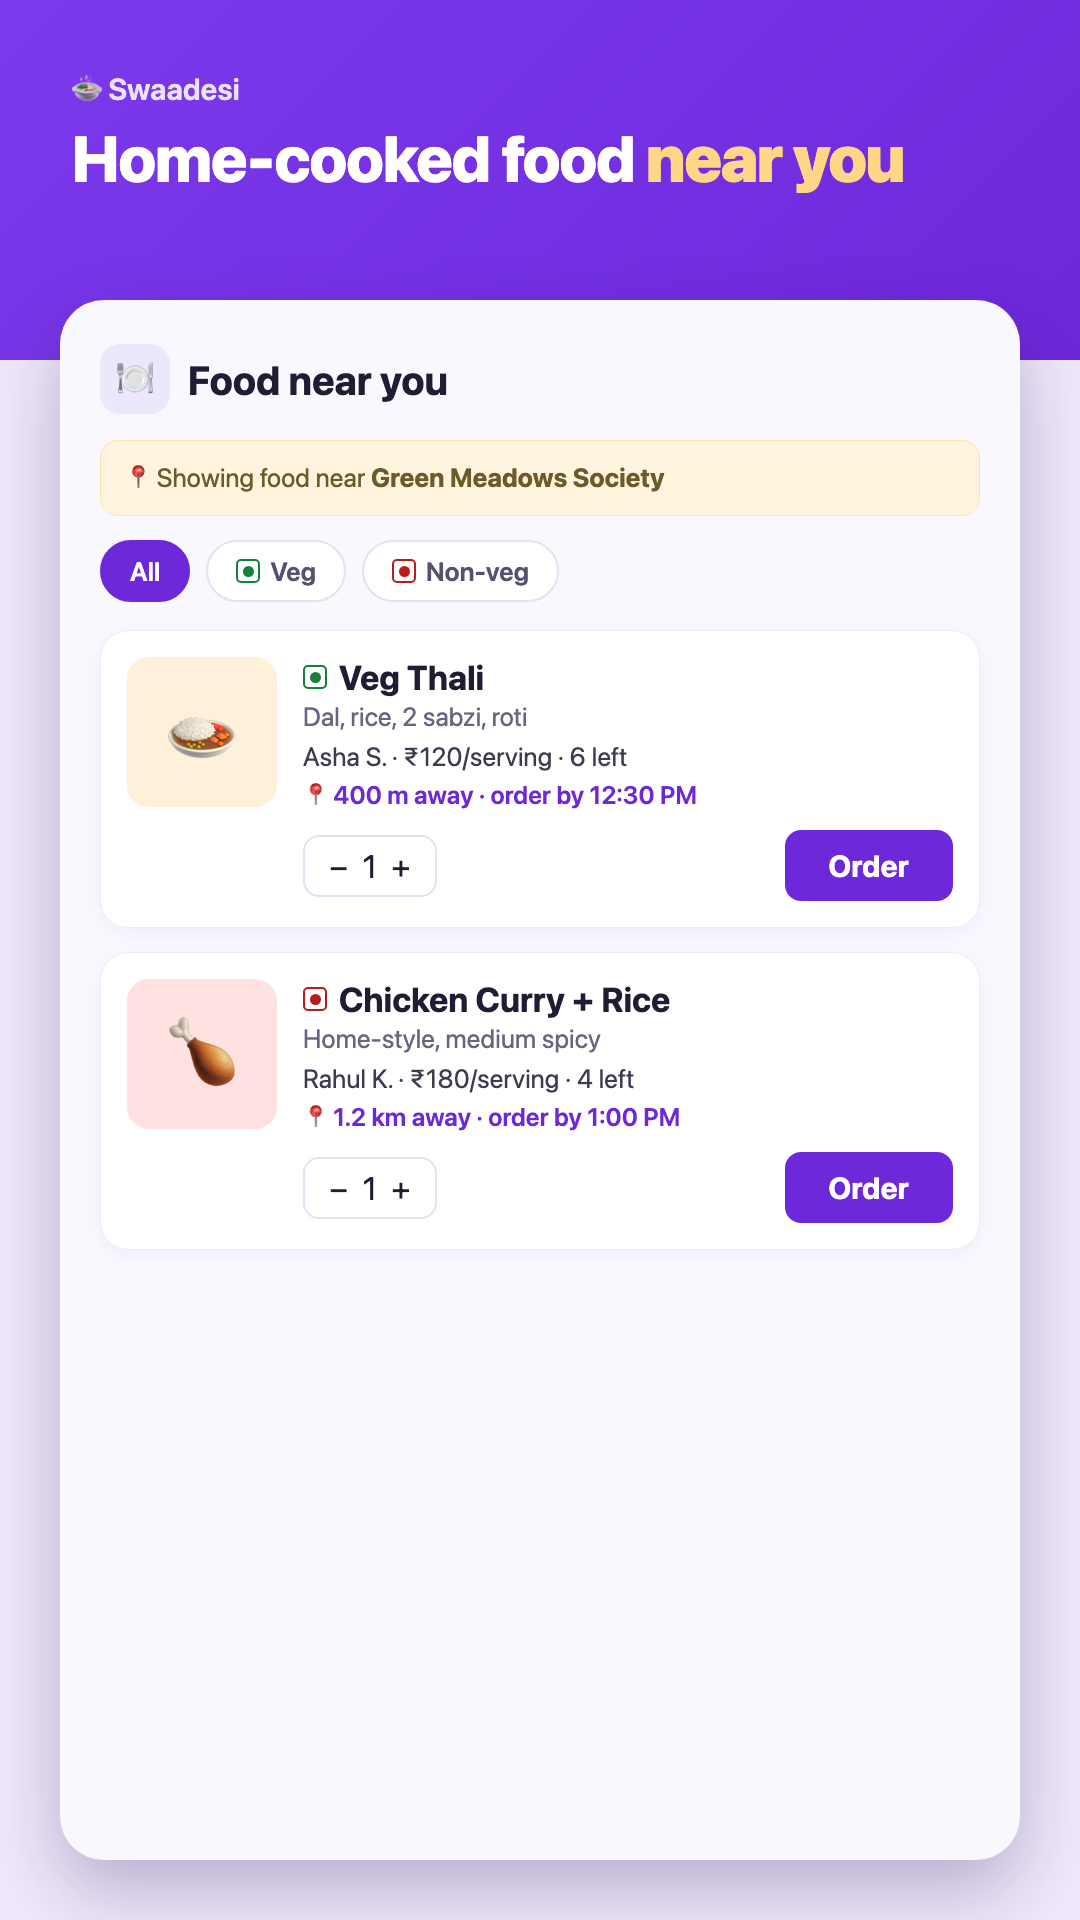 Swaadesi
Home-cooked food near you
Food near you
Showing food near Green Meadows Society
All
Veg
Non-veg
Veg Thali
Dal, rice, 2 sabzi, roti
Asha S. · ₹120/serving · 6 left
400 m away · order by 12:30 PM
− 1 +
Order
Chicken Curry + Rice
Home-style, medium spicy
Rahul K. · ₹180/serving · 4 left
1.2 km away · order by 1:00 PM
− 1 +
Order